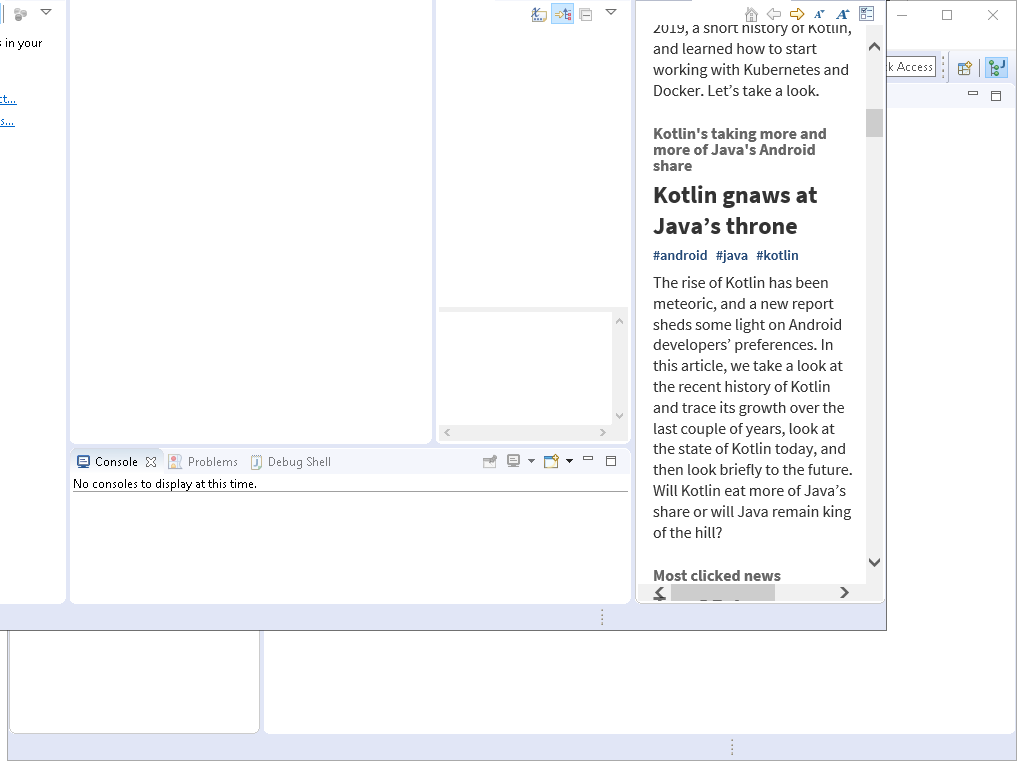 s in your
ct...
s...
2019, a short history of Kotlin,
and learned how to start
working with Kubernetes and
Docker. Let’s take a look.
Kotlin's taking more and
more of Java's Android
share
Kotlin gnaws at
Java’s throne
#android #java #kotlin
The rise of Kotlin has been
meteoric, and a new report
sheds some light on Android
developers’ preferences. In
this article, we take a look at
the recent history of Kotlin
and trace its growth over the
last couple of years, look at
the state of Kotlin today, and
then look briefly to the future.
Will Kotlin eat more of Java’s
share or will Java remain king
of the hill?
Most clicked news
k Access
Console
Problems
Debug Shell
No consoles to display at this time.